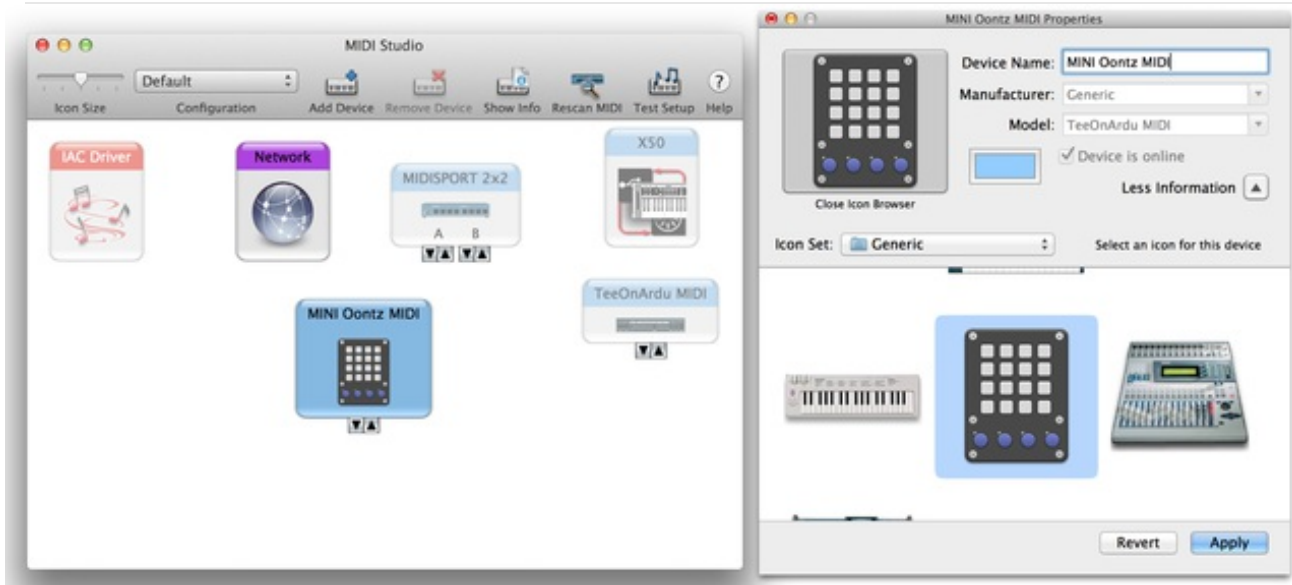 MIDI Studio
Default
Icon Size Configuration Add Device Remove Device Show Info Rescan MIDI Test Setup Help
?
IAC Driver
Network
MIDISPORT 2x2
A B
X50
MINI Oontz MIDI
TeeOnArdu MIDI
MINI Oontz MIDI Properties
Device Name: MINI Oontz MIDI
Manufacturer: Generic
Model: TeeOnArdu MIDI
Device is online
Less Information
Close Icon Browser
Icon Set: Generic Select an icon for this device
Revert Apply